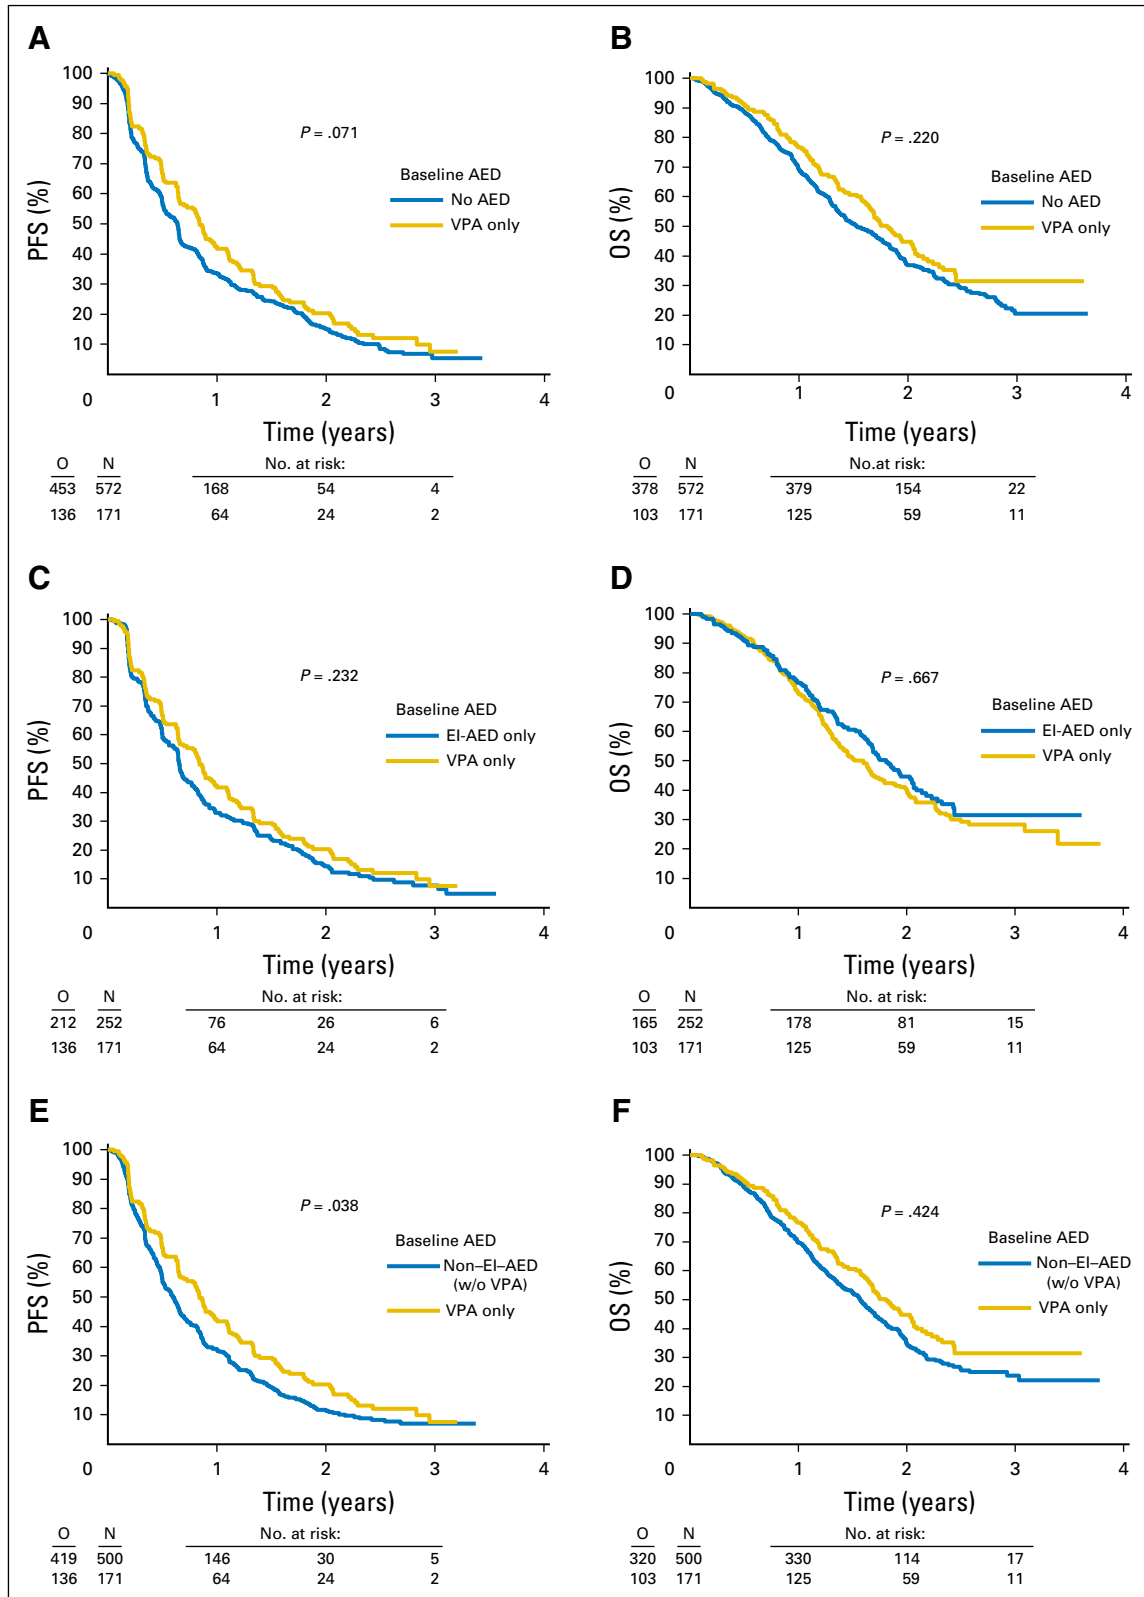 A
100
90
80
70
60
50
40
30
20
10
0
1
2
3
4
PFS (%)
Time (years)
P = .071
Baseline AED
No AED
VPA only
O N No. at risk:
453 572 168 54 4
136 171 64 24 2
B
100
90
80
70
60
50
40
30
20
10
0
1
2
3
4
OS (%)
Time (years)
P = .220
Baseline AED
No AED
VPA only
O N No.at risk:
378 572 379 154 22
103 171 125 59 11
C
100
90
80
70
60
50
40
30
20
10
0
1
2
3
4
PFS (%)
Time (years)
P = .232
Baseline AED
EI-AED only
VPA only
O N No. at risk:
212 252 76 26 6
136 171 64 24 2
D
100
90
80
70
60
50
40
30
20
10
0
1
2
3
4
OS (%)
Time (years)
P = .667
Baseline AED
EI-AED only
VPA only
O N No. at risk:
165 252 178 81 15
103 171 125 59 11
E
100
90
80
70
60
50
40
30
20
10
0
1
2
3
4
PFS (%)
Time (years)
P = .038
Baseline AED
Non–EI–AED
(w/o VPA)
VPA only
O N No. at risk:
419 500 146 30 5
136 171 64 24 2
F
100
90
80
70
60
50
40
30
20
10
0
1
2
3
4
OS (%)
Time (years)
P = .424
Baseline AED
Non–EI–AED
(w/o VPA)
VPA only
O N No. at risk:
320 500 330 114 17
103 171 125 59 11